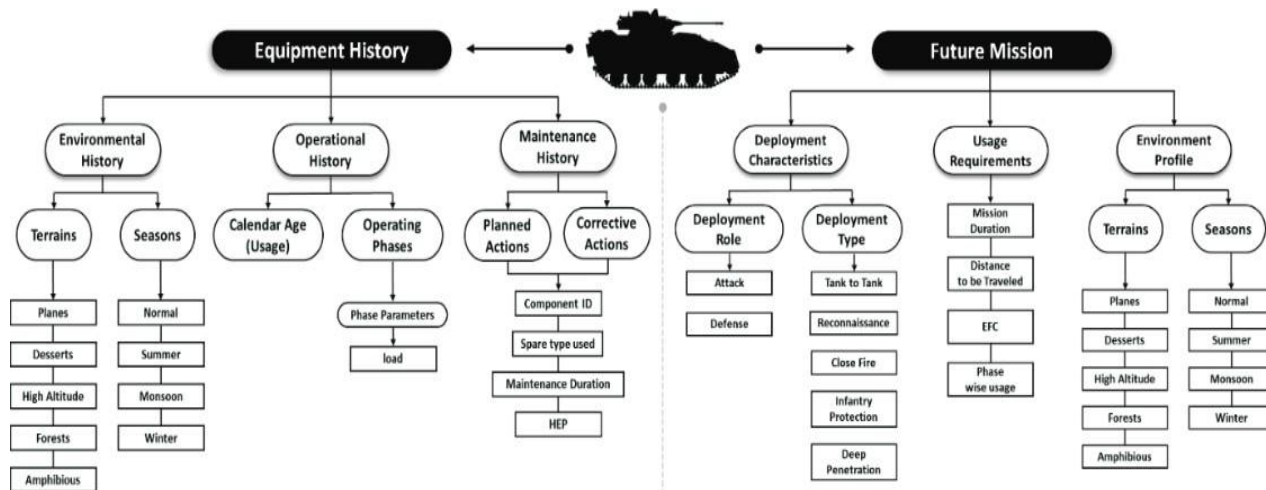 Equipment History
Future Mission
Environmental
History
Operational
History
Maintenance
History
Deployment
Characteristics
Usage
Requirements
Environment
Profile
Terrains
Seasons
Calendar Age
(Usage)
Operating
Phases
Planned
Actions
Corrective
Actions
Deployment
Role
Deployment
Type
Mission
Duration
Terrains
Seasons
Planes
Desserts
High Altitude
Forests
Amphibious
Normal
Summer
Monsoon
Winter
Phase Parameters
load
Component ID
Spare type used
Maintenance Duration
HEP
Attack
Defense
Tank to Tank
Reconnaissance
Close Fire
Infantry
Protection
Deep
Penetration
Distance
to be Traveled
EFC
Phase
wise usage
Planes
Desserts
High Altitude
Forests
Amphibious
Normal
Summer
Monsoon
Winter